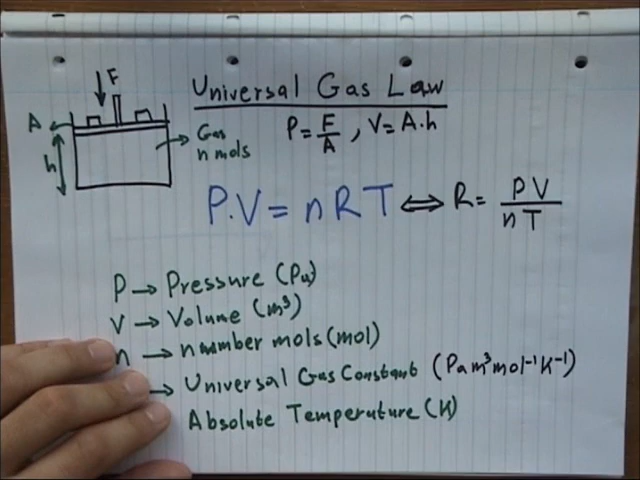 Universal Gas Law
P = F/A , V = A·h
F
A
h
Gas
n mols
P.V = nRT ⇔ R = PV/nT
P → Pressure (Pa)
V → Volume (m³)
n → number mols (mol)
→ Universal Gas Constant (Pa m³ mol⁻¹ K⁻¹)
Absolute Temperature (K)